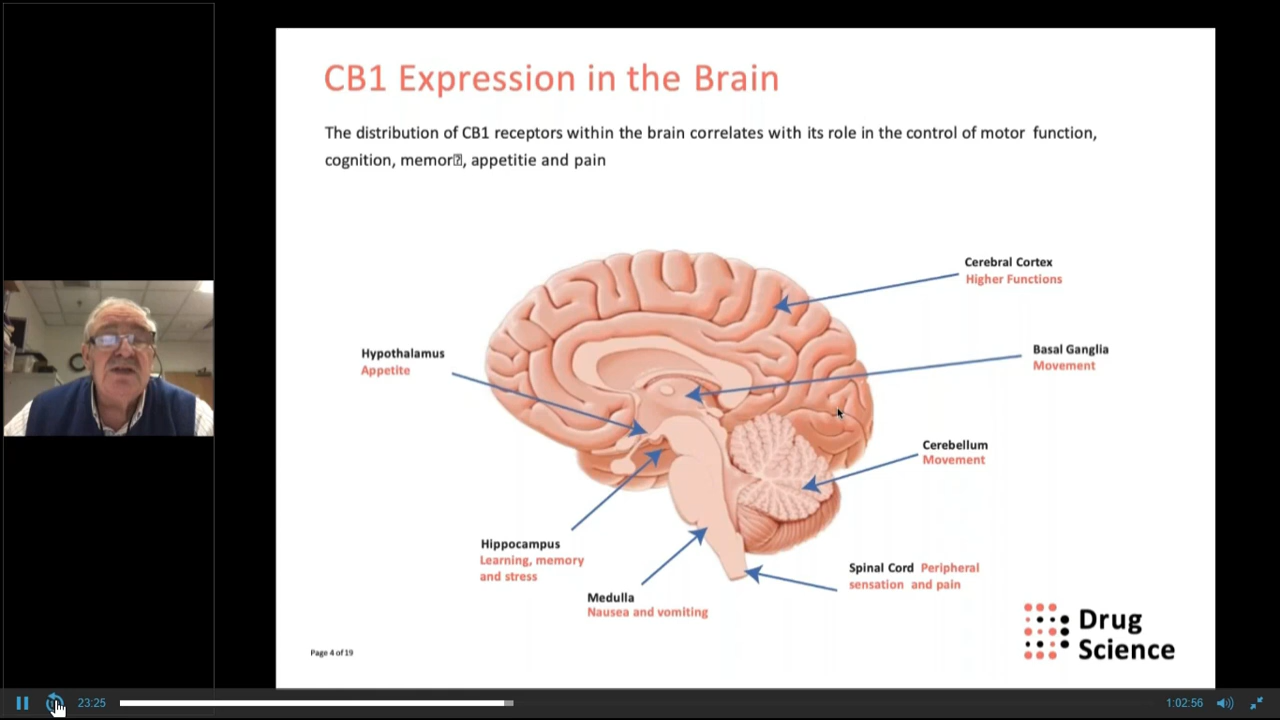 CB1 Expression in the Brain
The distribution of CB1 receptors within the brain correlates with its role in the control of motor function,
cognition, memor⍰, appetitie and pain
Cerebral Cortex
Higher Functions
Hypothalamus
Appetite
Basal Ganglia
Movement
Cerebellum
Movement
Hippocampus
Learning, memory
and stress
Spinal Cord Peripheral
sensation and pain
Medulla
Nausea and vomiting
Drug
Science
Page 4 of 19
23:25
1:02:56